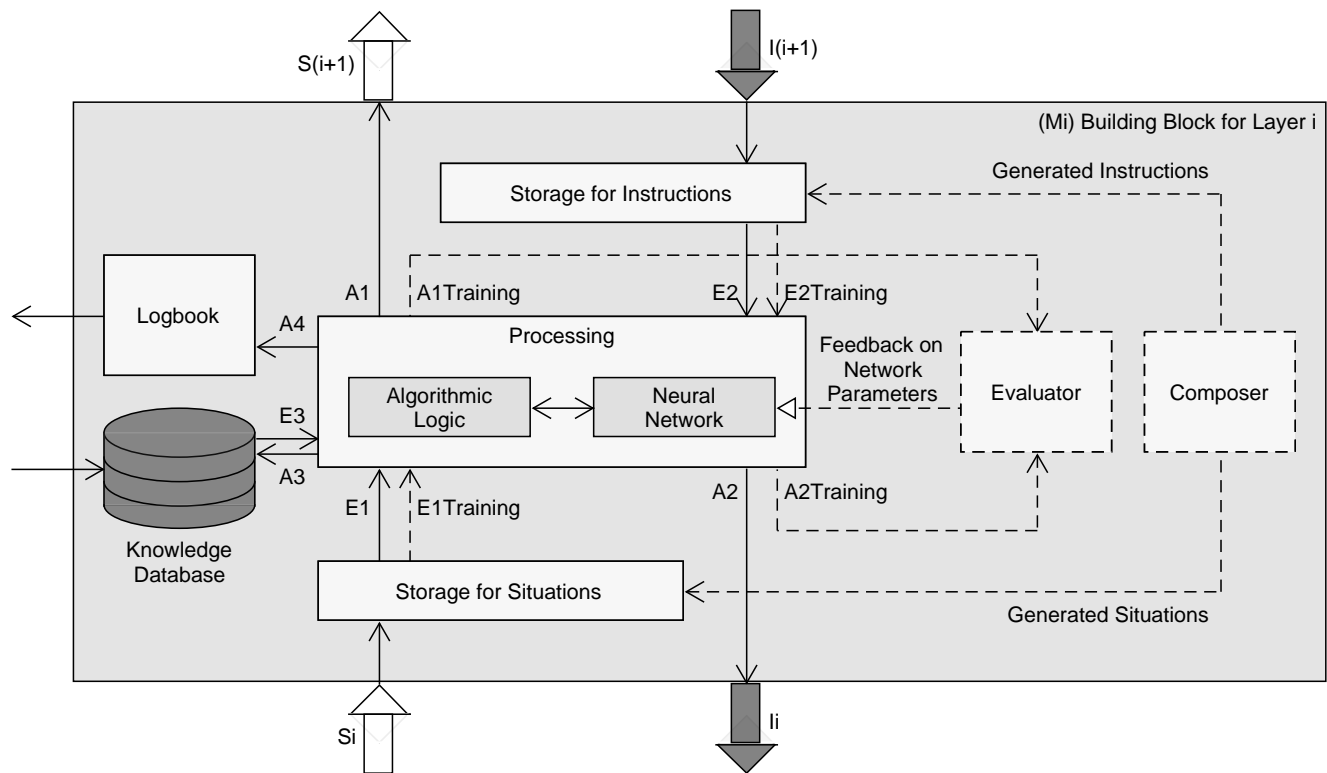 S(i+1)
I(i+1)
(Mi) Building Block for Layer i
Generated Instructions
Storage for Instructions
A1
A1Training
E2
E2Training
Logbook
A4
Processing
Feedback on
Network
Parameters
Algorithmic
Logic
Neural
Network
Evaluator
Composer
E3
A3
E1
E1Training
A2
A2Training
Knowledge
Database
Storage for Situations
Generated Situations
Si
Ii